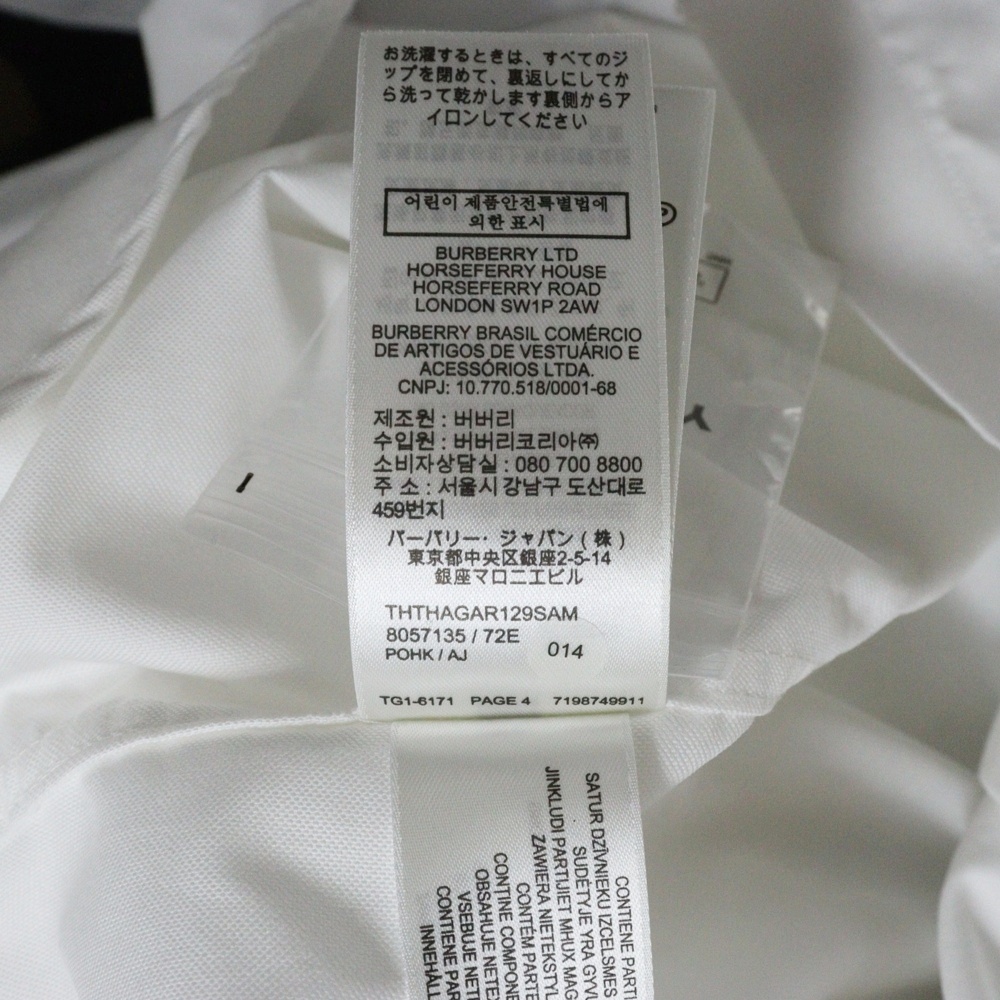 お洗濯するときは、すべてのジ
ップを閉めて、裏返しにしてか
ら洗って乾かします裏側からア
イロンしてください
어린이 제품안전특별법에
의한 표시
BURBERRY LTD
HORSEFERRY HOUSE
HORSEFERRY ROAD
LONDON SW1P 2AW
BURBERRY BRASIL COMÉRCIO
DE ARTIGOS DE VESTUÁRIO E
ACESSÓRIOS LTDA.
CNPJ: 10.770.518/0001-68
제조원 : 버버리
수입원 : 버버리코리아㈜
소비자상담실 : 080 700 8800
주 소 : 서울시 강남구 도산대로
459번지
バーバリー・ジャパン ( 株 )
東京都中央区銀座2-5-14
銀座マロニエビル
THTHAGAR129SAM
8057135 / 72E
POHK / AJ
014
TG1-6171 PAGE 4 7198749911
CONTIENE PARTI
SATUR DZĪVNIEKU IZCELSMES
SUDĖTYJE YRA GYVŪ
JINKLUDI PARTIJIET MHUX MAG
ZAWIERA NIETEKSTYL
CONTÉM PARTE
CONȚINE COMPONE
OBSAHUJE NETEX
VSEBUJE NETE
CONTIENE PAR
INNEHÅLL